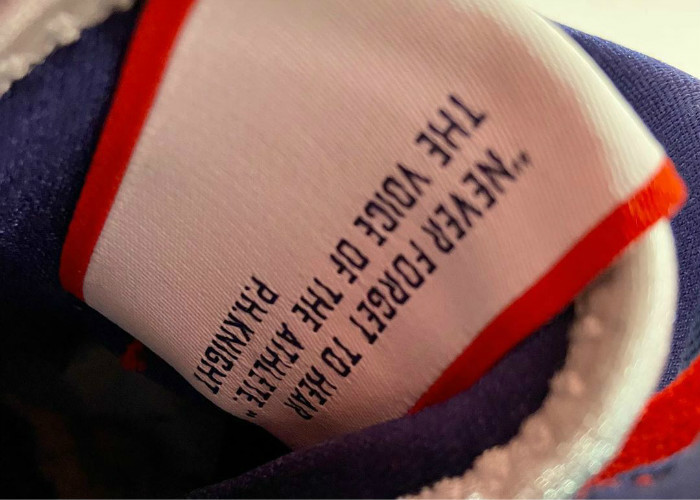 "NEVER FORGET TO HEAR
THE VOICE OF THE ATHLETE."
P.H.KNIGHT